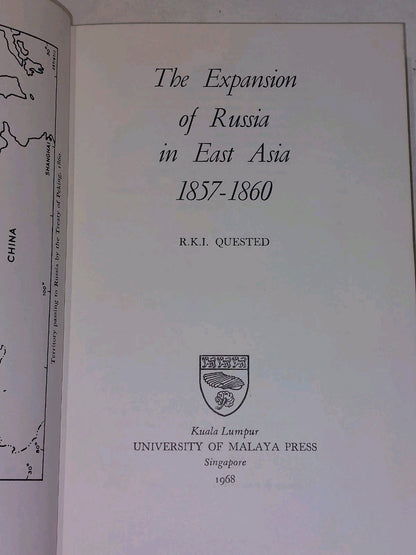 The Expansion
of Russia
in East Asia
1857-1860
R.K.I. QUESTED
Kuala Lumpur
UNIVERSITY OF MALAYA PRESS
Singapore
1968
CHINA
SHANGHAI
Territory passing to Russia by the Treaty of Peking, 1860
100°